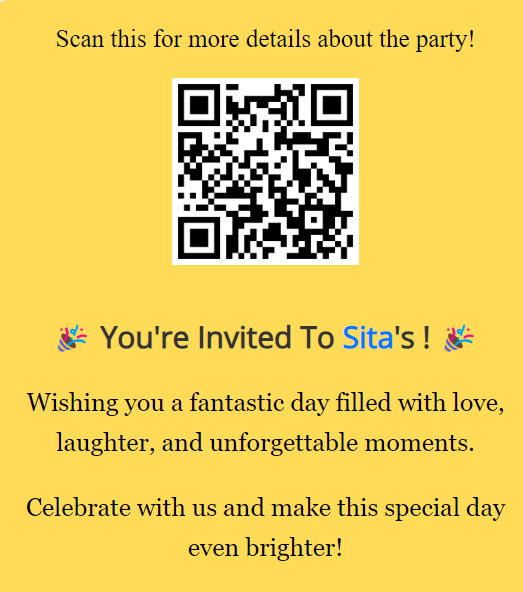 Scan this for more details about the party!
You're Invited To Sita's !
Wishing you a fantastic day filled with love,
laughter, and unforgettable moments.
Celebrate with us and make this special day
even brighter!